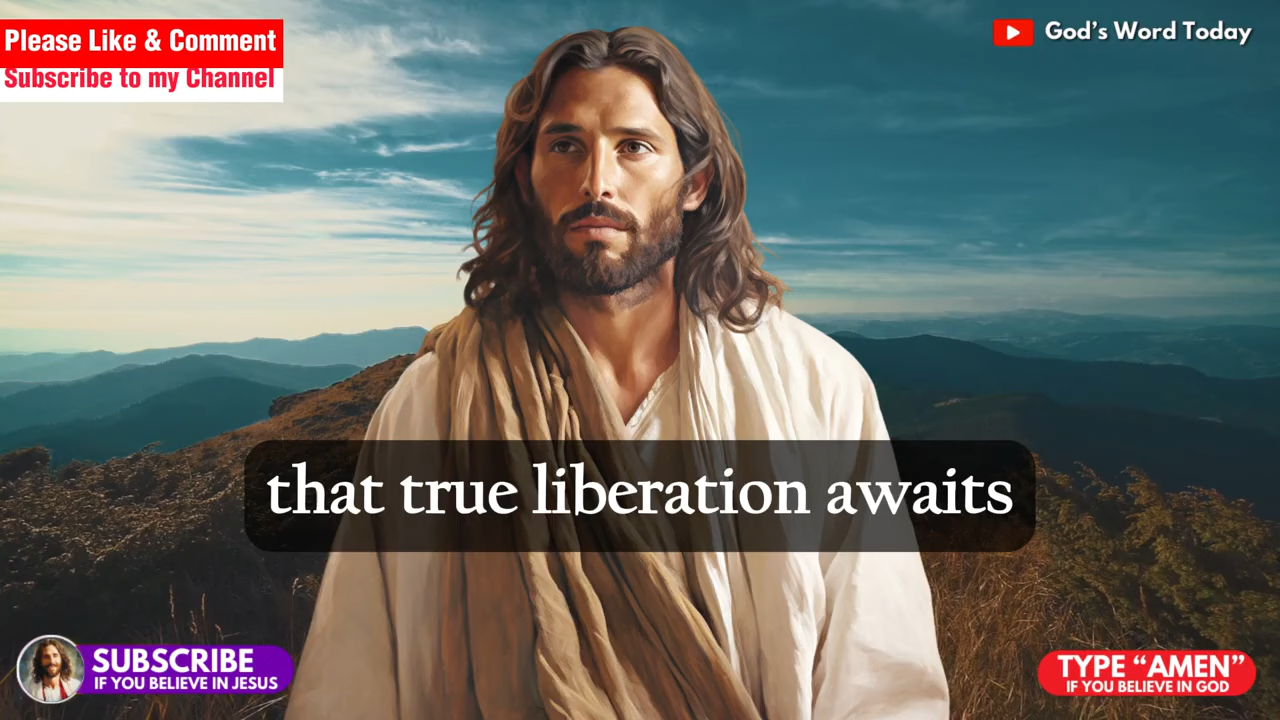 Please Like & Comment
Subscribe to my Channel
God's Word Today
that true liberation awaits
SUBSCRIBE
IF YOU BELIEVE IN JESUS
TYPE “AMEN”
IF YOU BELIEVE IN GOD